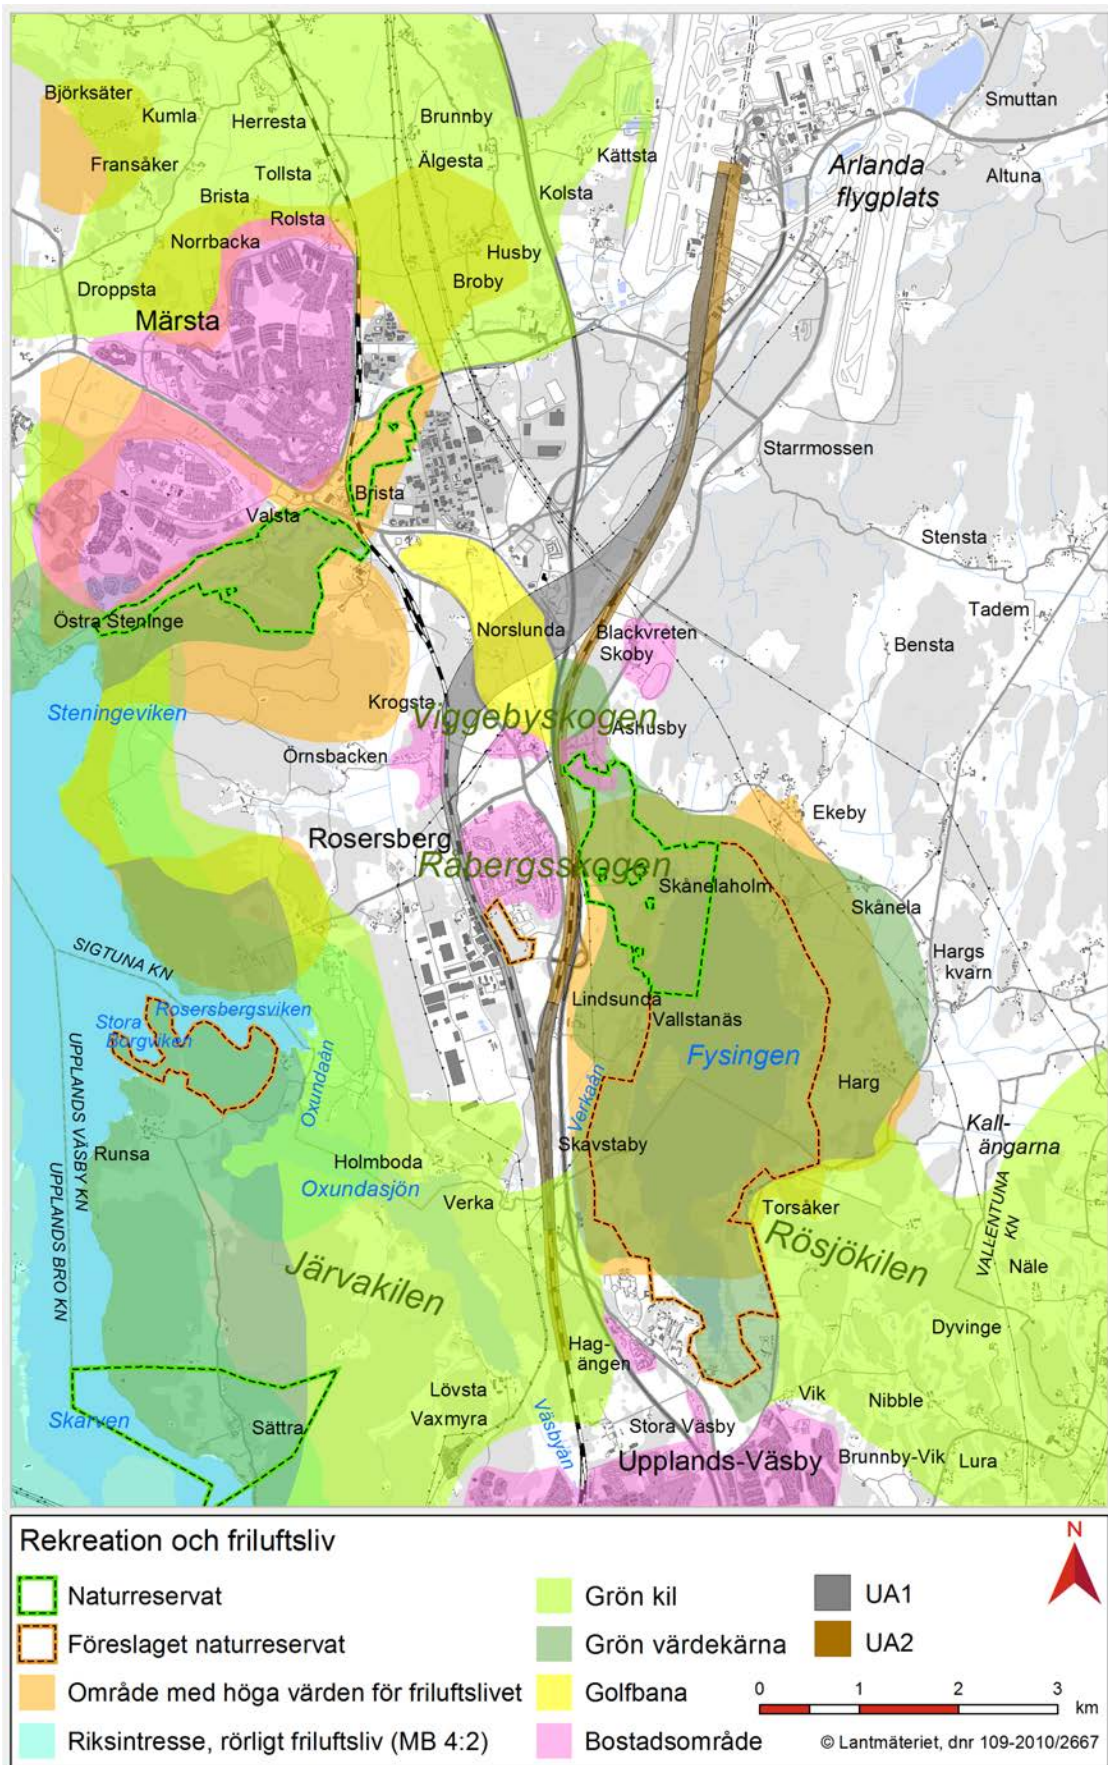 Björksäter
Kumla
Herresta
Brunnby
Smuttan
Fransåker
Tollsta
Älgesta
Kättsta
Arlanda
flygplats
Altuna
Brista
Kolsta
Rolsta
Norrbacka
Husby
Broby
Droppsta
Märsta
Starrmossen
Brista
Valsta
Stensta
Tadem
Östra Steninge
Norslunda
Blackvreten
Skoby
Bensta
Steningeviken
Krogsta
Viggebyskogen
Åshusby
Örnsbacken
Ekeby
Rosersberg
Råbergsskogen
Skånelaholm
Skånela
Hargs
kvarn
SIGTUNA KN
Lindsunda
Vallstanäs
Rosersbergsviken
Stora
Borgviken
Fysingen
UPPLANDS VÄSBY KN
UPPLANDS BRO KN
Oxundaån
Verkaån
Harg
Kall-
ängarna
Runsa
Holmboda
Skavstaby
Oxundasjön
Verka
Torsåker
VALLENTUNA
KN
Järvakilen
Rösjökilen
Näle
Dyvinge
Hag-
ängen
Lövsta
Vaxmyra
Vik
Nibble
Skarven
Sättra
Väsbyån
Stora Väsby
Upplands-Väsby
Brunnby-Vik
Lura
Rekreation och friluftsliv
N
Naturreservat
Grön kil
UA1
Föreslaget naturreservat
Grön värdekärna
UA2
Område med höga värden för friluftslivet
Golfbana
0 1 2 3
km
Riksintresse, rörligt friluftsliv (MB 4:2)
Bostadsområde
© Lantmäteriet, dnr 109-2010/2667